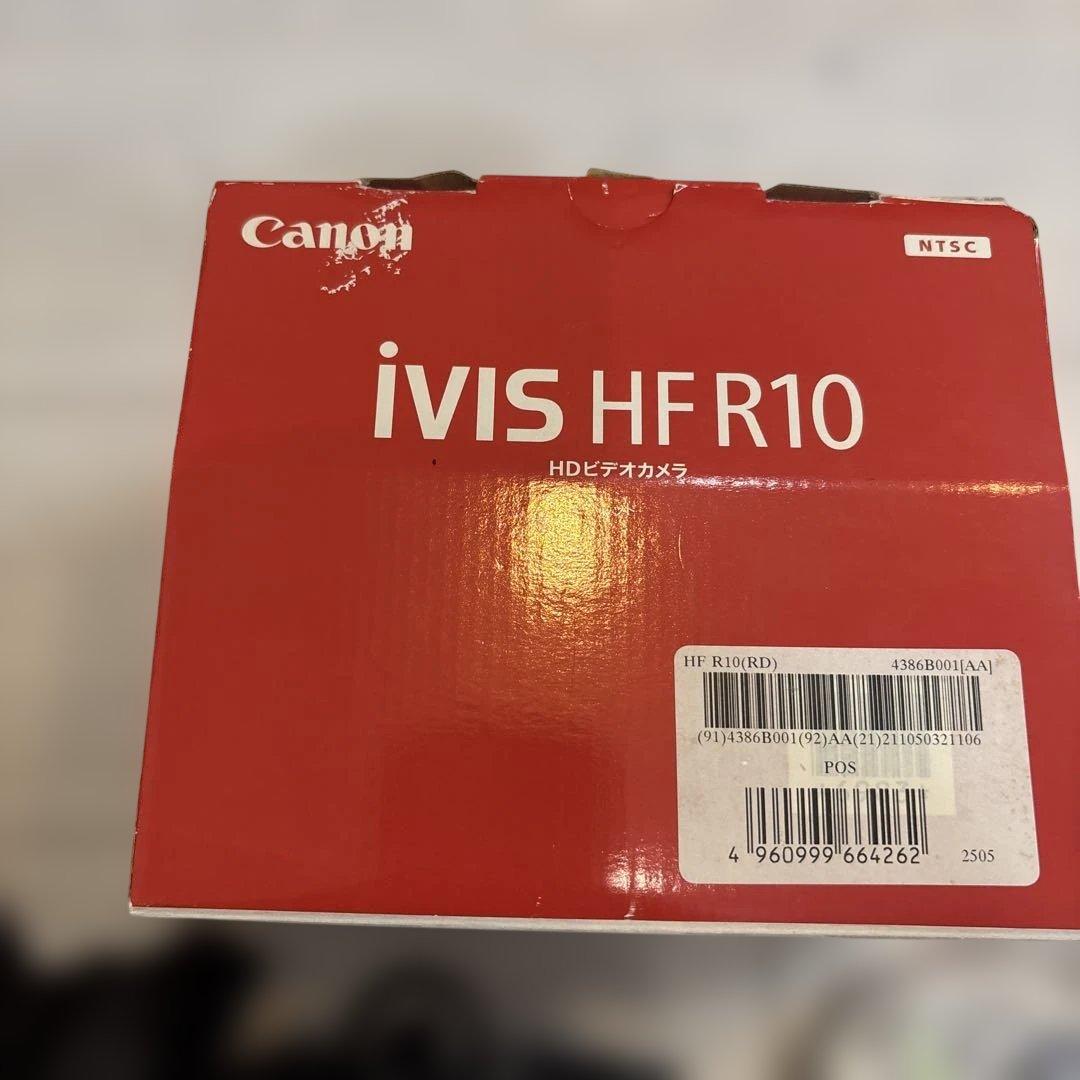 Canon
NTSC
iVIS HF R10
HDビデオカメラ
HF R10(RD) 4386B001[AA]
(91)4386B001(92)AA(21)211050321106
POS
4 960999 664262 2505